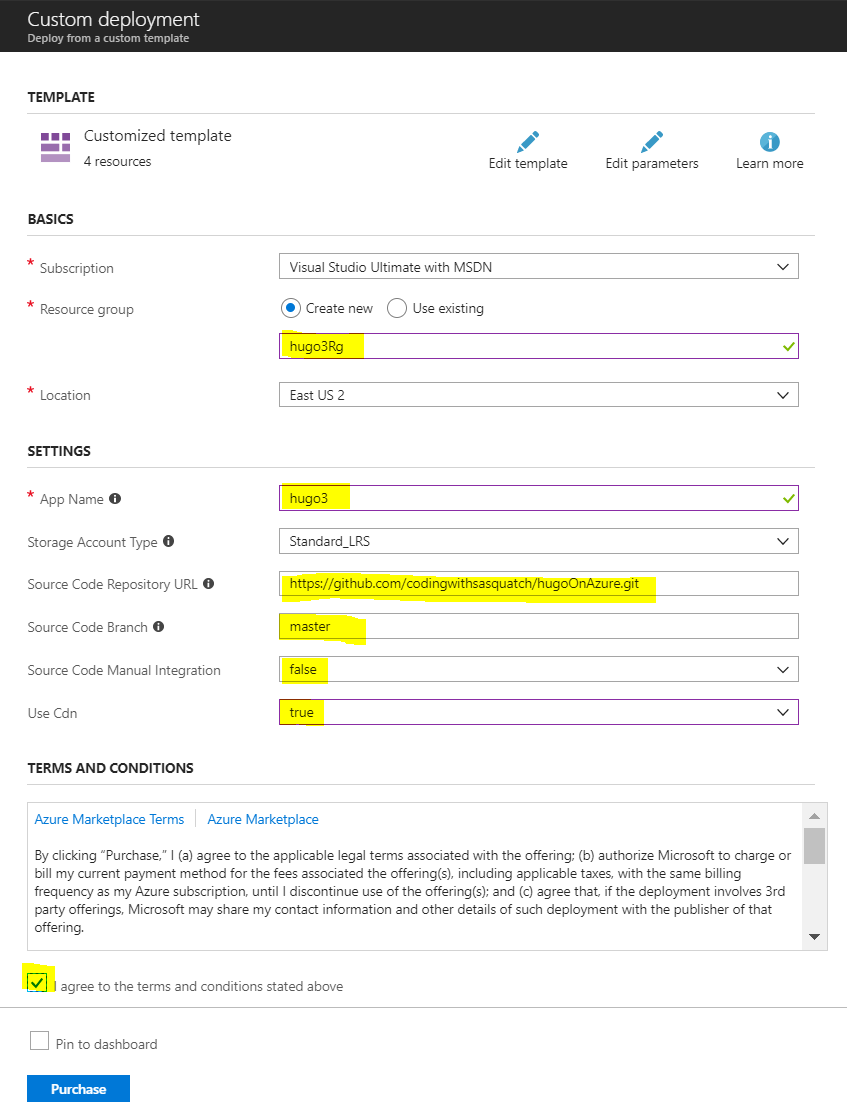 Custom deployment
Deploy from a custom template
TEMPLATE
Customized template
4 resources
Edit template
Edit parameters
Learn more
BASICS
* Subscription
Visual Studio Ultimate with MSDN
* Resource group
Create new
Use existing
hugo3Rg
* Location
East US 2
SETTINGS
* App Name
hugo3
Storage Account Type
Standard_LRS
Source Code Repository URL
https://github.com/codingwithsasquatch/hugoOnAzure.git
Source Code Branch
master
Source Code Manual Integration
false
Use Cdn
true
TERMS AND CONDITIONS
Azure Marketplace Terms
Azure Marketplace
By clicking “Purchase,” I (a) agree to the applicable legal terms associated with the offering; (b) authorize Microsoft to charge or
bill my current payment method for the fees associated the offering(s), including applicable taxes, with the same billing
frequency as my Azure subscription, until I discontinue use of the offering(s); and (c) agree that, if the deployment involves 3rd
party offerings, Microsoft may share my contact information and other details of such deployment with the publisher of that
offering.
I agree to the terms and conditions stated above
Pin to dashboard
Purchase